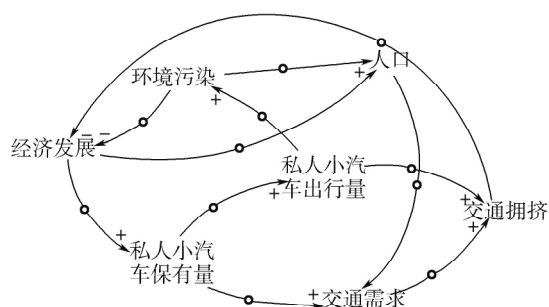 人口
+
环境污染
+
- -
经济发展
私人小汽
车出行量
+
+
交通拥挤
+
+
私人小汽
车保有量
+交通需求